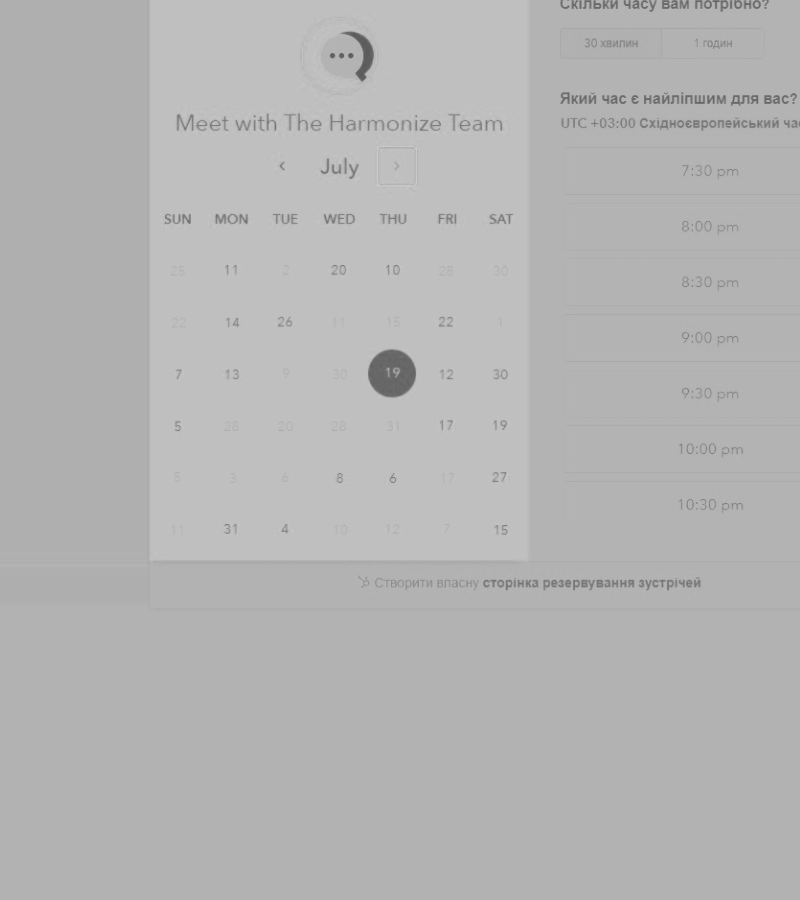 Скільки часу вам потрібно?
30 хвилин 1 годин
Meet with The Harmonize Team
July
SUN MON TUE WED THU FRI SAT
25 11 2 20 10 25 30
22 14 26 11 15 22 1
7 13 9 30 19 12 30
5 28 20 28 31 17 19
5 3 6 8 6 17 27
11 31 4 10 12 7 15
Який час є найліпшим для вас?
UTC +03:00 Східноєвропейський
7:30 pm
8:00 pm
8:30 pm
9:00 pm
9:30 pm
10:00 pm
10:30 pm
Створити власну сторінка резервування зустрічей